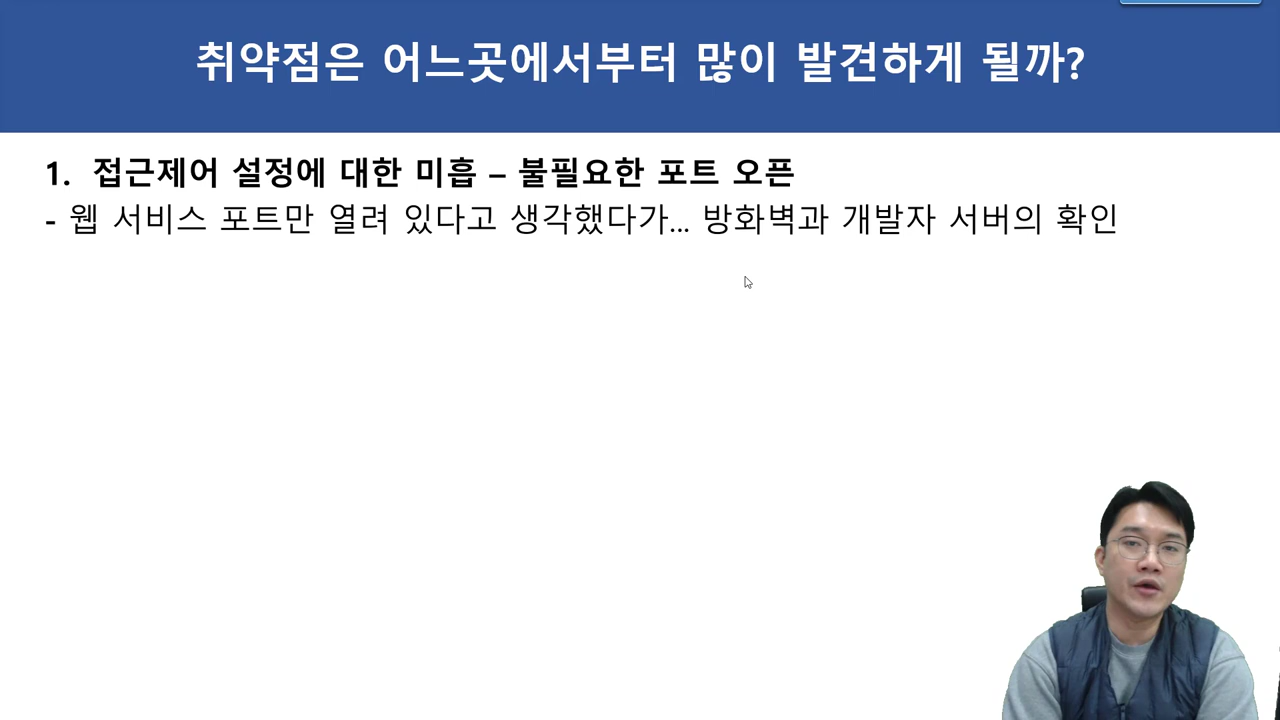 취약점은 어느곳에서부터 많이 발견하게 될까?
1. 접근제어 설정에 대한 미흡 – 불필요한 포트 오픈
- 웹 서비스 포트만 열려 있다고 생각했다가... 방화벽과 개발자 서버의 확인